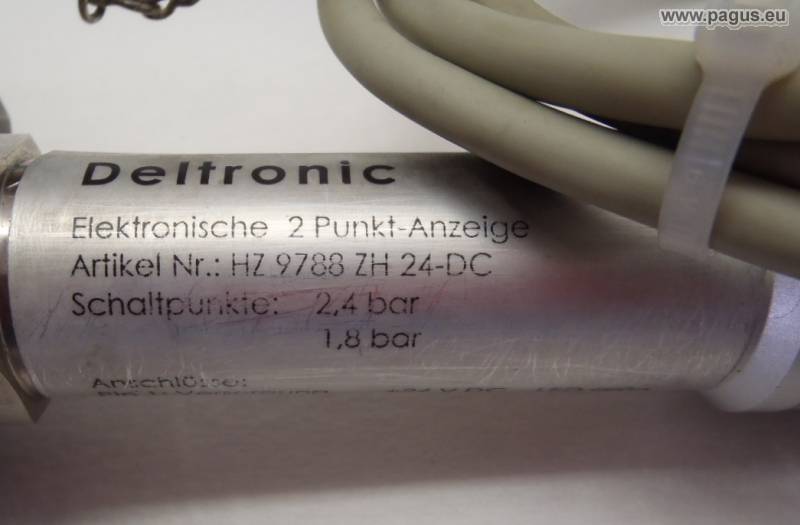 www.pagus.eu
Deltronic
Elektronische 2 Punkt-Anzeige
Artikel Nr.: HZ 9788 ZH 24-DC
Schaltpunkte: 2,4 bar
1,8 bar
Anschlüsse: